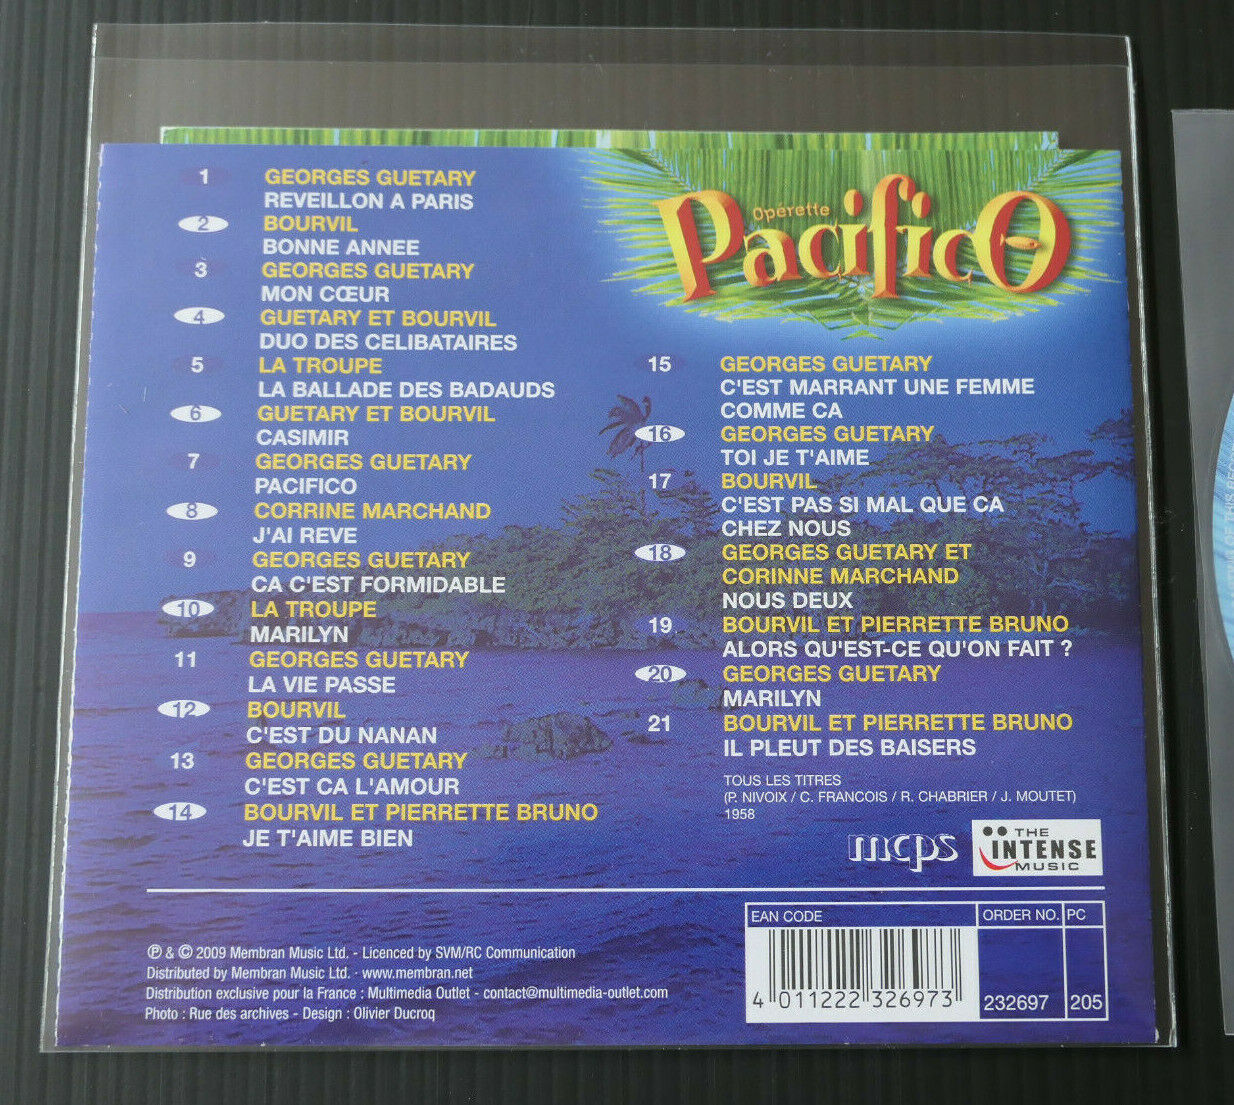 Opérette
Pacifico
1 GEORGES GUETARY
REVEILLON A PARIS
2 BOURVIL
BONNE ANNEE
3 GEORGES GUETARY
MON CŒUR
4 GUETARY ET BOURVIL
DUO DES CELIBATAIRES
5 LA TROUPE
LA BALLADE DES BADAUDS
6 GUETARY ET BOURVIL
CASIMIR
7 GEORGES GUETARY
PACIFICO
8 CORRINE MARCHAND
J'AI REVE
9 GEORGES GUETARY
CA C'EST FORMIDABLE
10 LA TROUPE
MARILYN
11 GEORGES GUETARY
LA VIE PASSE
12 BOURVIL
C'EST DU NANAN
13 GEORGES GUETARY
C'EST CA L'AMOUR
14 BOURVIL ET PIERRETTE BRUNO
JE T'AIME BIEN
15 GEORGES GUETARY
C'EST MARRANT UNE FEMME
COMME CA
16 GEORGES GUETARY
TOI JE T'AIME
17 BOURVIL
C'EST PAS SI MAL QUE CA
CHEZ NOUS
18 GEORGES GUETARY ET
CORINNE MARCHAND
NOUS DEUX
19 BOURVIL ET PIERRETTE BRUNO
ALORS QU'EST-CE QU'ON FAIT ?
20 GEORGES GUETARY
MARILYN
21 BOURVIL ET PIERRETTE BRUNO
IL PLEUT DES BAISERS
TOUS LES TITRES
(P. NIVOIX / C. FRANCOIS / R. CHABRIER / J. MOUTET)
1958
mcps
THE
INTENSE
MUSIC
℗ & © 2009 Membran Music Ltd. - Licenced by SVM/RC Communication
Distributed by Membran Music Ltd. · www.membran.net
Distribution exclusive pour la France : Multimedia Outlet - contact@multimedia-outlet.com
Photo : Rue des archives - Design : Olivier Ducroq
EAN CODE
4 011222 326973
ORDER NO.
232697
PC
205
OF THIS